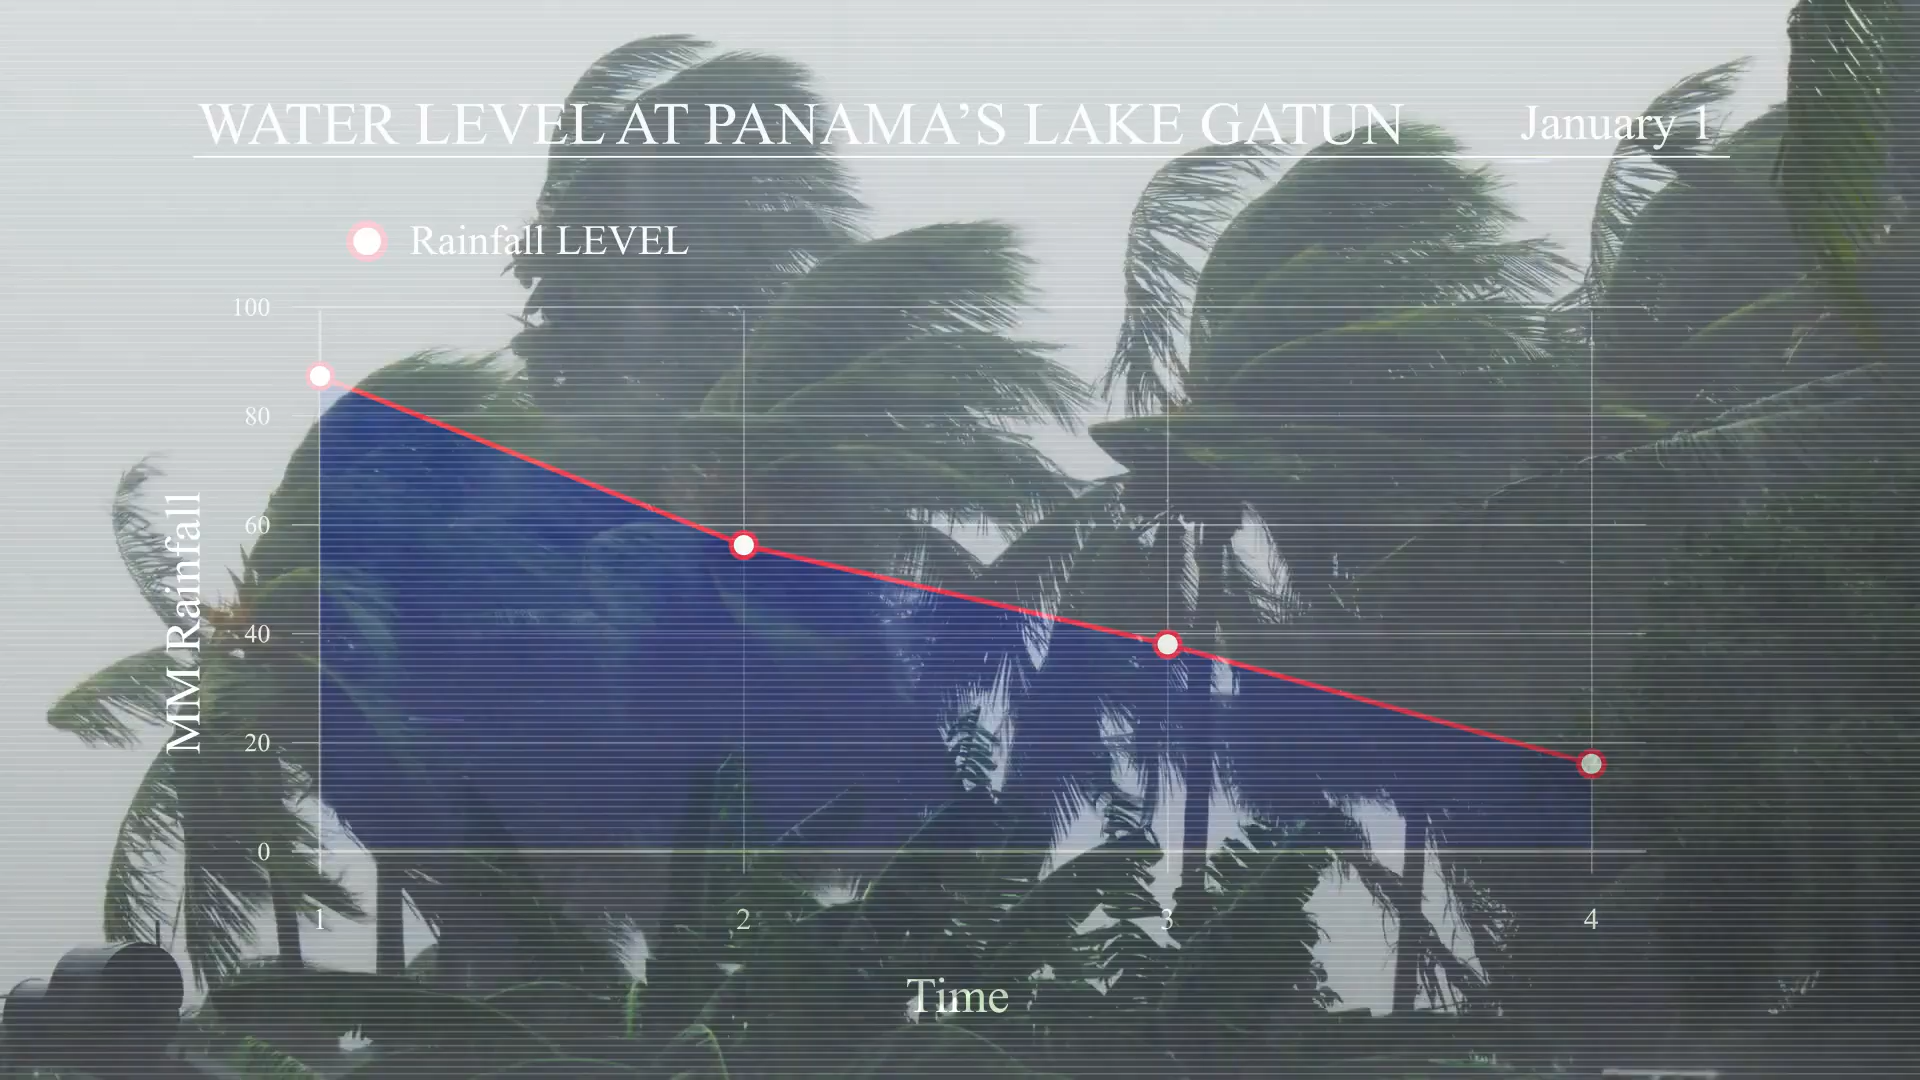 WATER LEVEL AT PANAMA’S LAKE GATUN
January 1
Rainfall LEVEL
100
80
60
40
20
0
MM Rainfall
1 2 3 4
Time